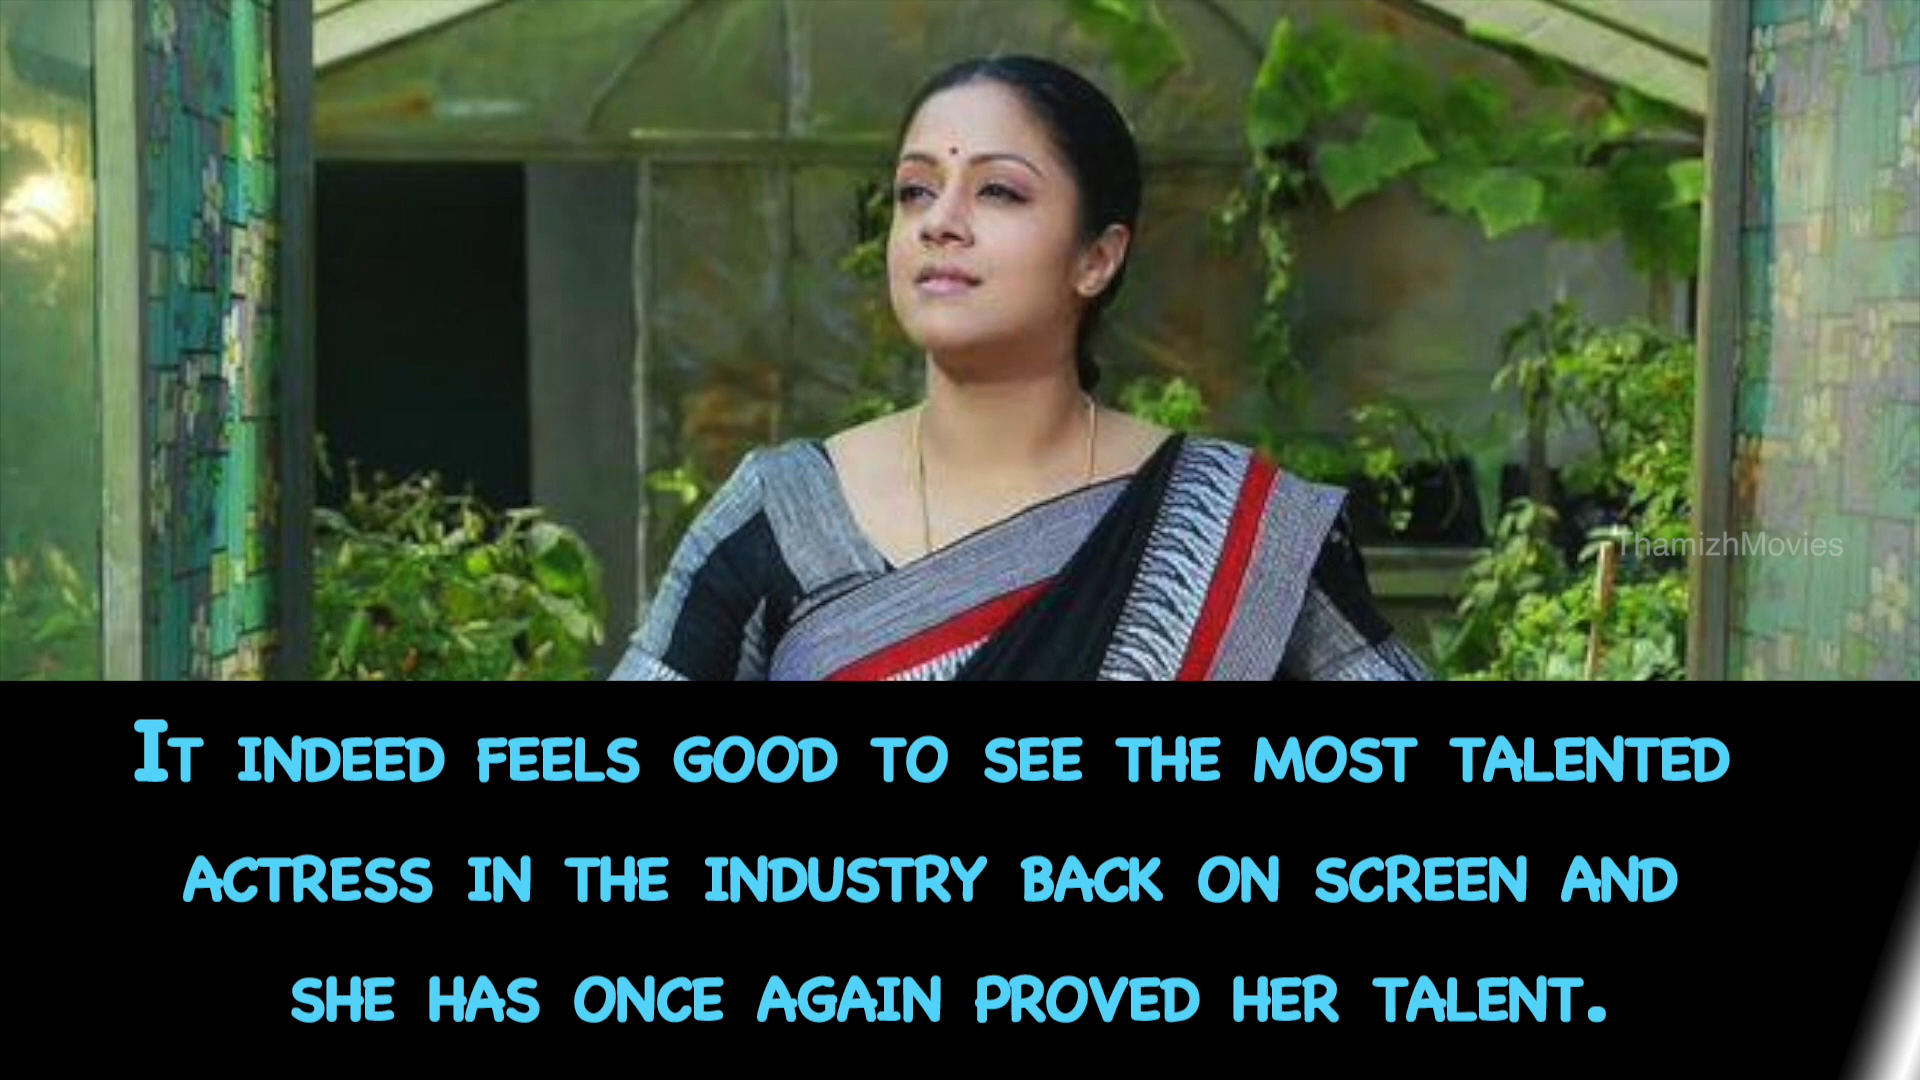 ThamizhMovies
It indeed feels good to see the most talented
actress in the industry back on screen and
she has once again proved her talent.